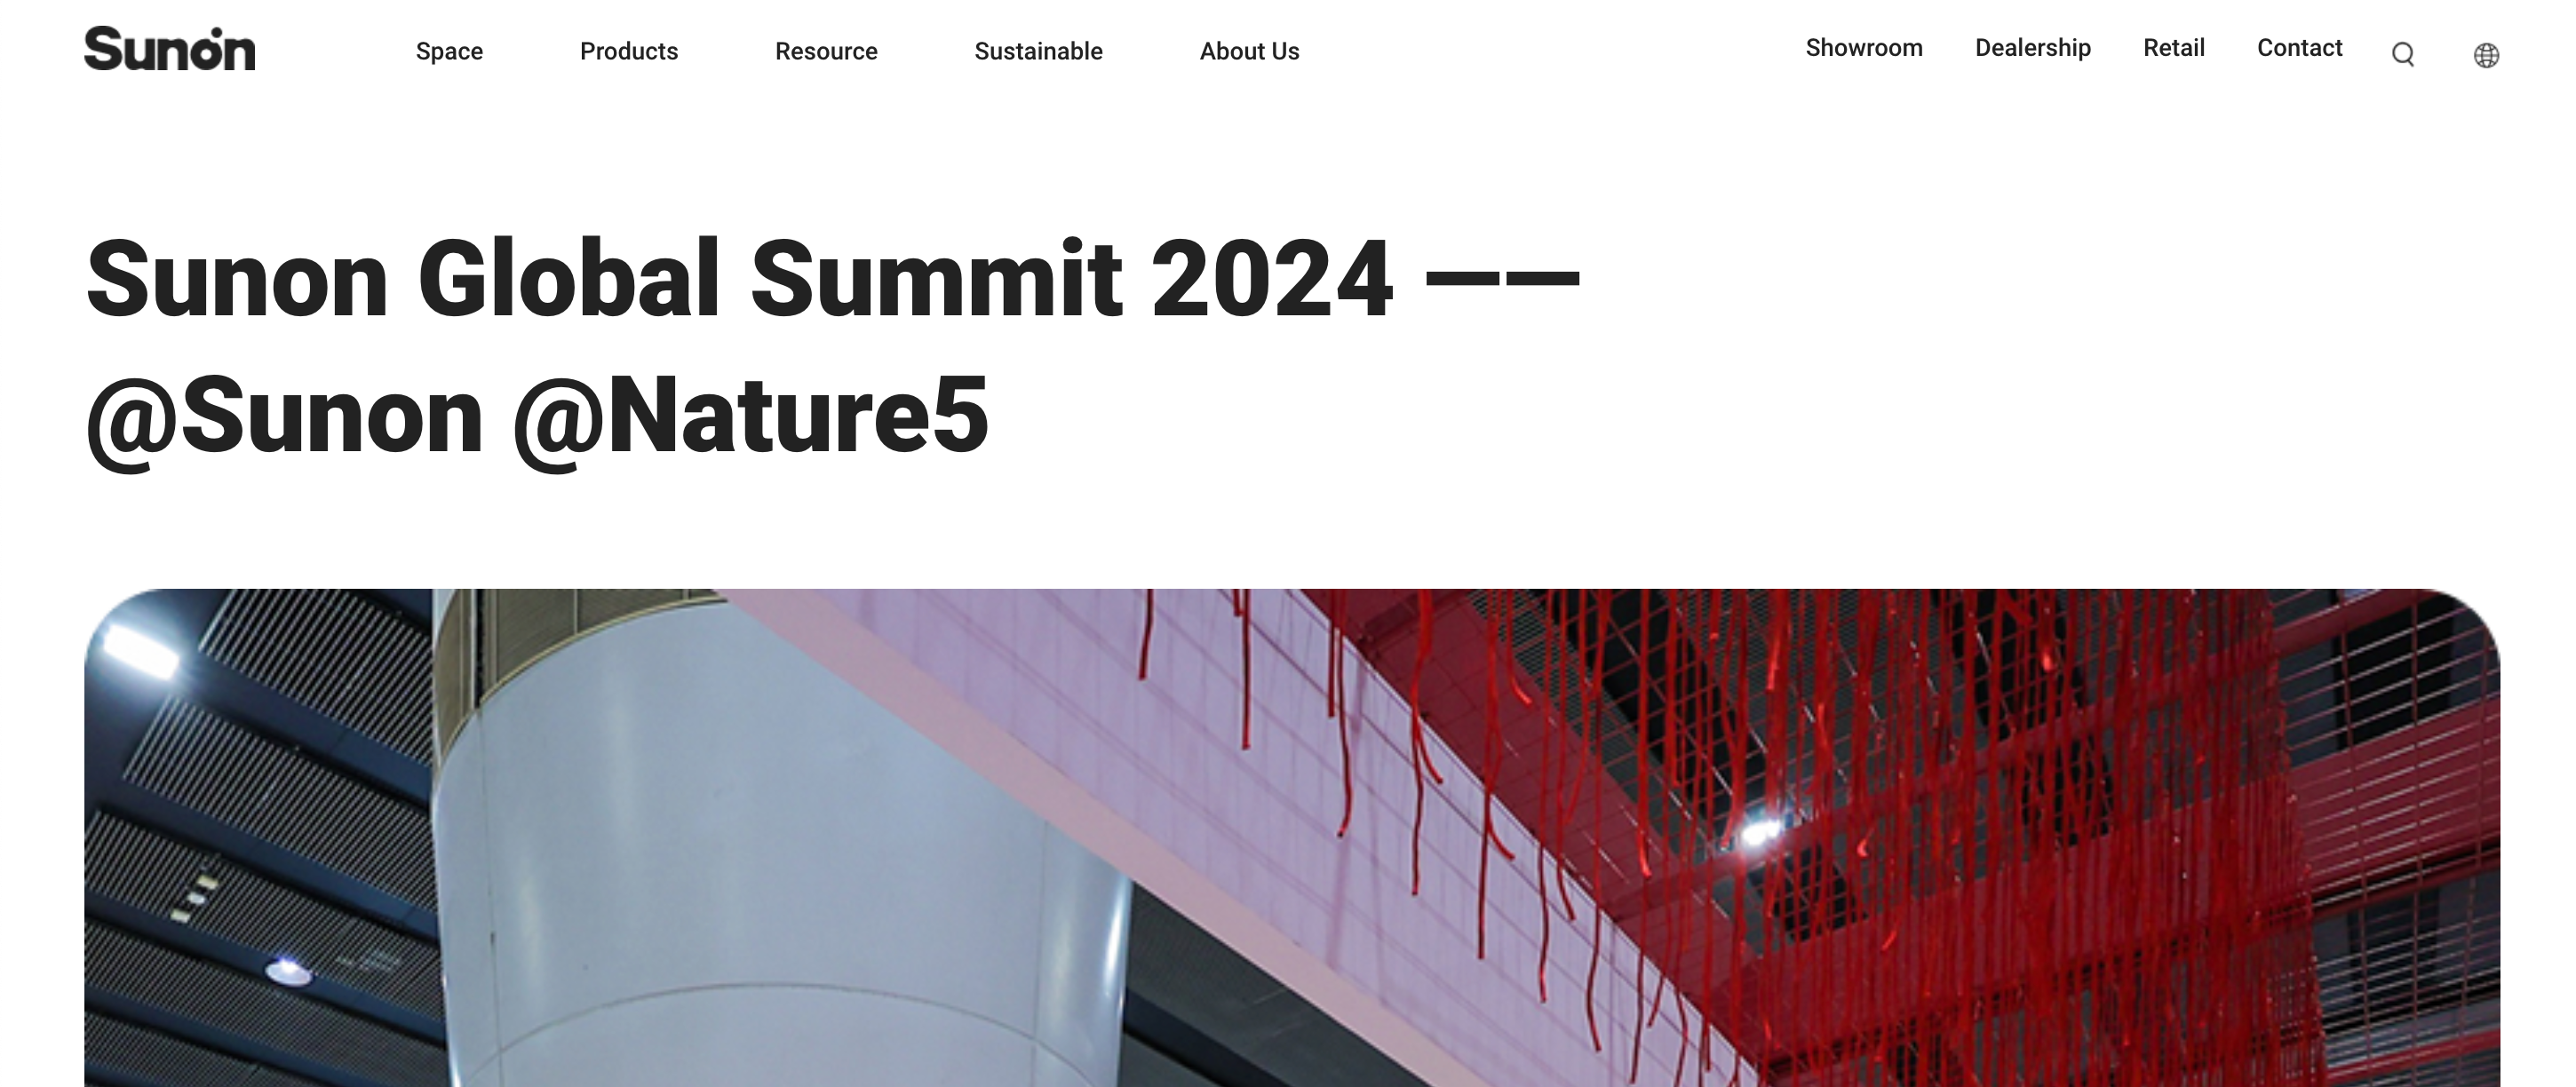 Sunon
Space Products Resource Sustainable About Us
Showroom Dealership Retail Contact
Sunon Global Summit 2024 ——
@Sunon @Nature5